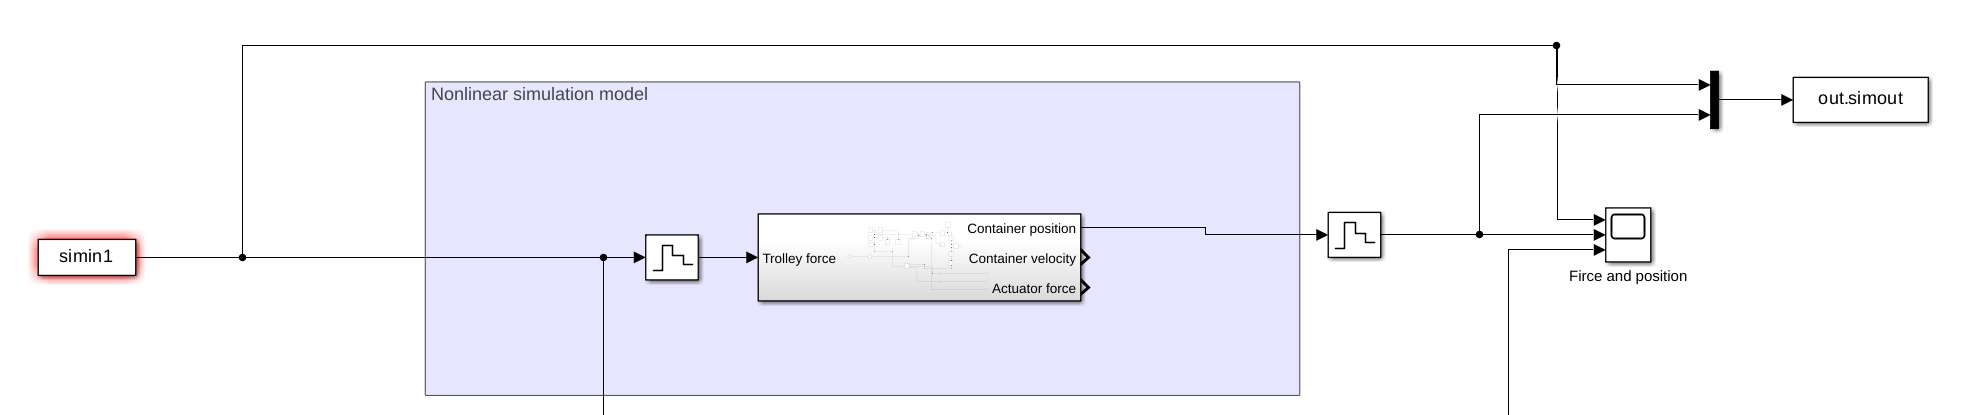 Nonlinear simulation model
out.simout
simin1
Trolley force
Container position
Container velocity
Actuator force
Firce and position